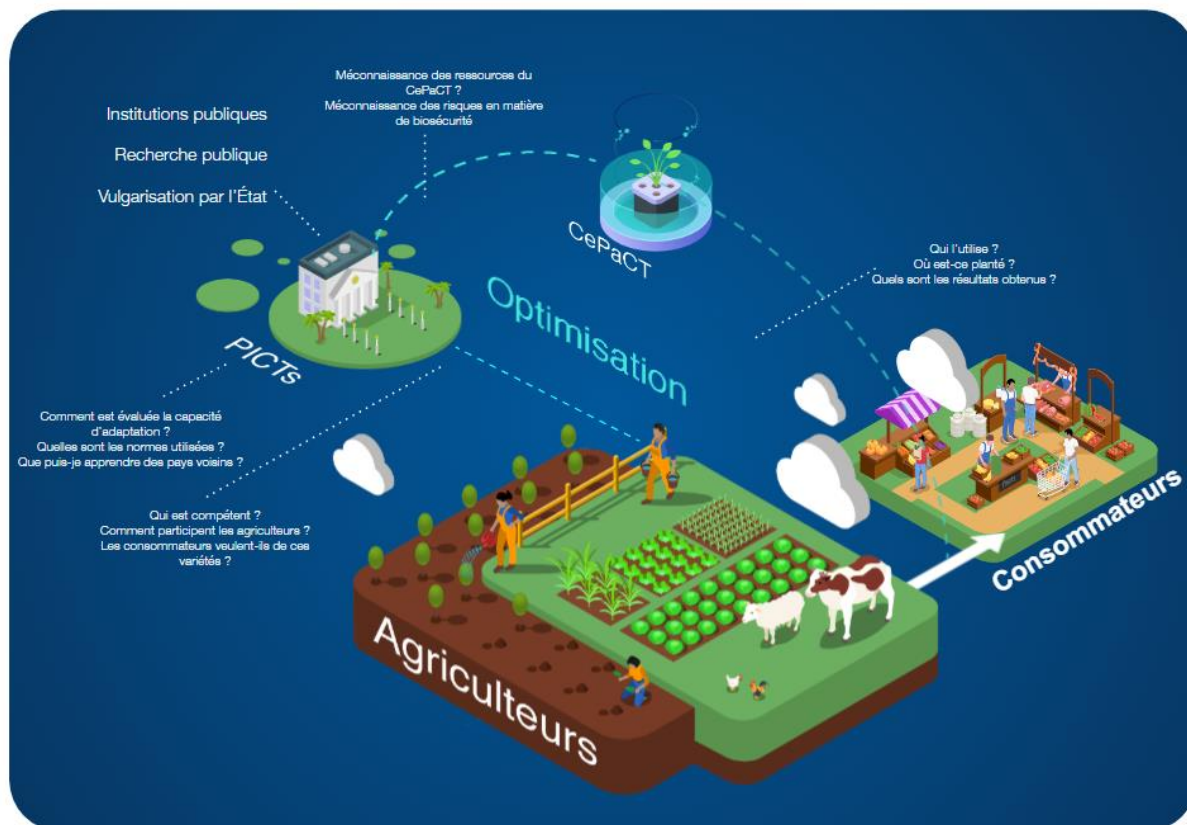 Méconnaissance des ressources du
CePaCT ?
Méconnaissance des risques en matière
de biosécurité
Institutions publiques
Recherche publique
Vulgarisation par l'État
CePaCT
Qui l'utilise ?
Où est-ce planté ?
Quels sont les résultats obtenus ?
Optimisation
PICTs
Comment est évaluée la capacité
d'adaptation ?
Quelles sont les normes utilisées ?
Que puis-je apprendre des pays voisins ?
Qui est compétent ?
Comment participent les agriculteurs ?
Les consommateurs veulent-ils de ces
variétés ?
Consommateurs
Agriculteurs